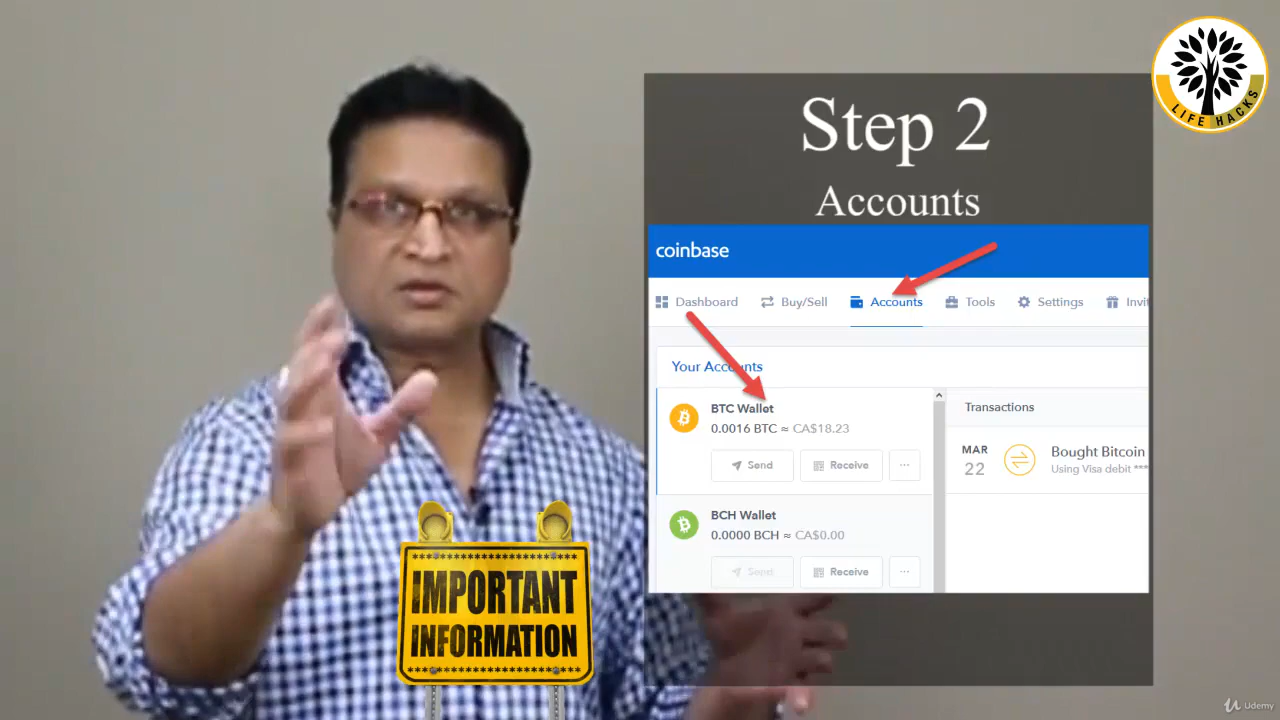 LIFE HACKS
Step 2
Accounts
coinbase
Dashboard Buy/Sell Accounts Tools Settings Invit
Your Accounts
BTC Wallet
0.0016 BTC ≈ CA$18.23
Send Receive ...
Transactions
MAR
22
Bought Bitcoin
Using Visa debit ***
BCH Wallet
0.0000 BCH ≈ CA$0.00
Send Receive ...
IMPORTANT
INFORMATION
Udemy